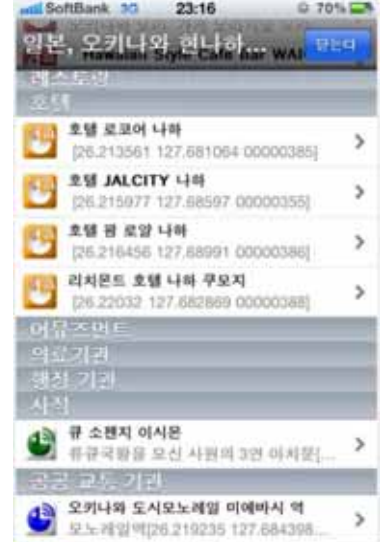 SoftBank 3G 23:16 70%
일본, 오키나와 현나하...
Hawaiian Style Cafe Bar WAI
닫는다
레스토랑
호텔
호텔 로코어 나하
[26.213561 127.681064 00000385]
호텔 JALCITY 나하
[26.215977 127.68597 00000355]
호텔 팜 로얄 나하
[26.216456 127.68991 00000386]
리치몬드 호텔 나하 쿠모지
[26.22032 127.682869 00000388]
어뮤즈먼트
의료기관
행정 기관
사적
큐 소겐지 이시몬
류큐국왕을 모신 사원의 3연 아치문[...
공공 교통 기관
오키나와 도시모노레일 미에바시 역
모노레일역[26.219235 127.684398...